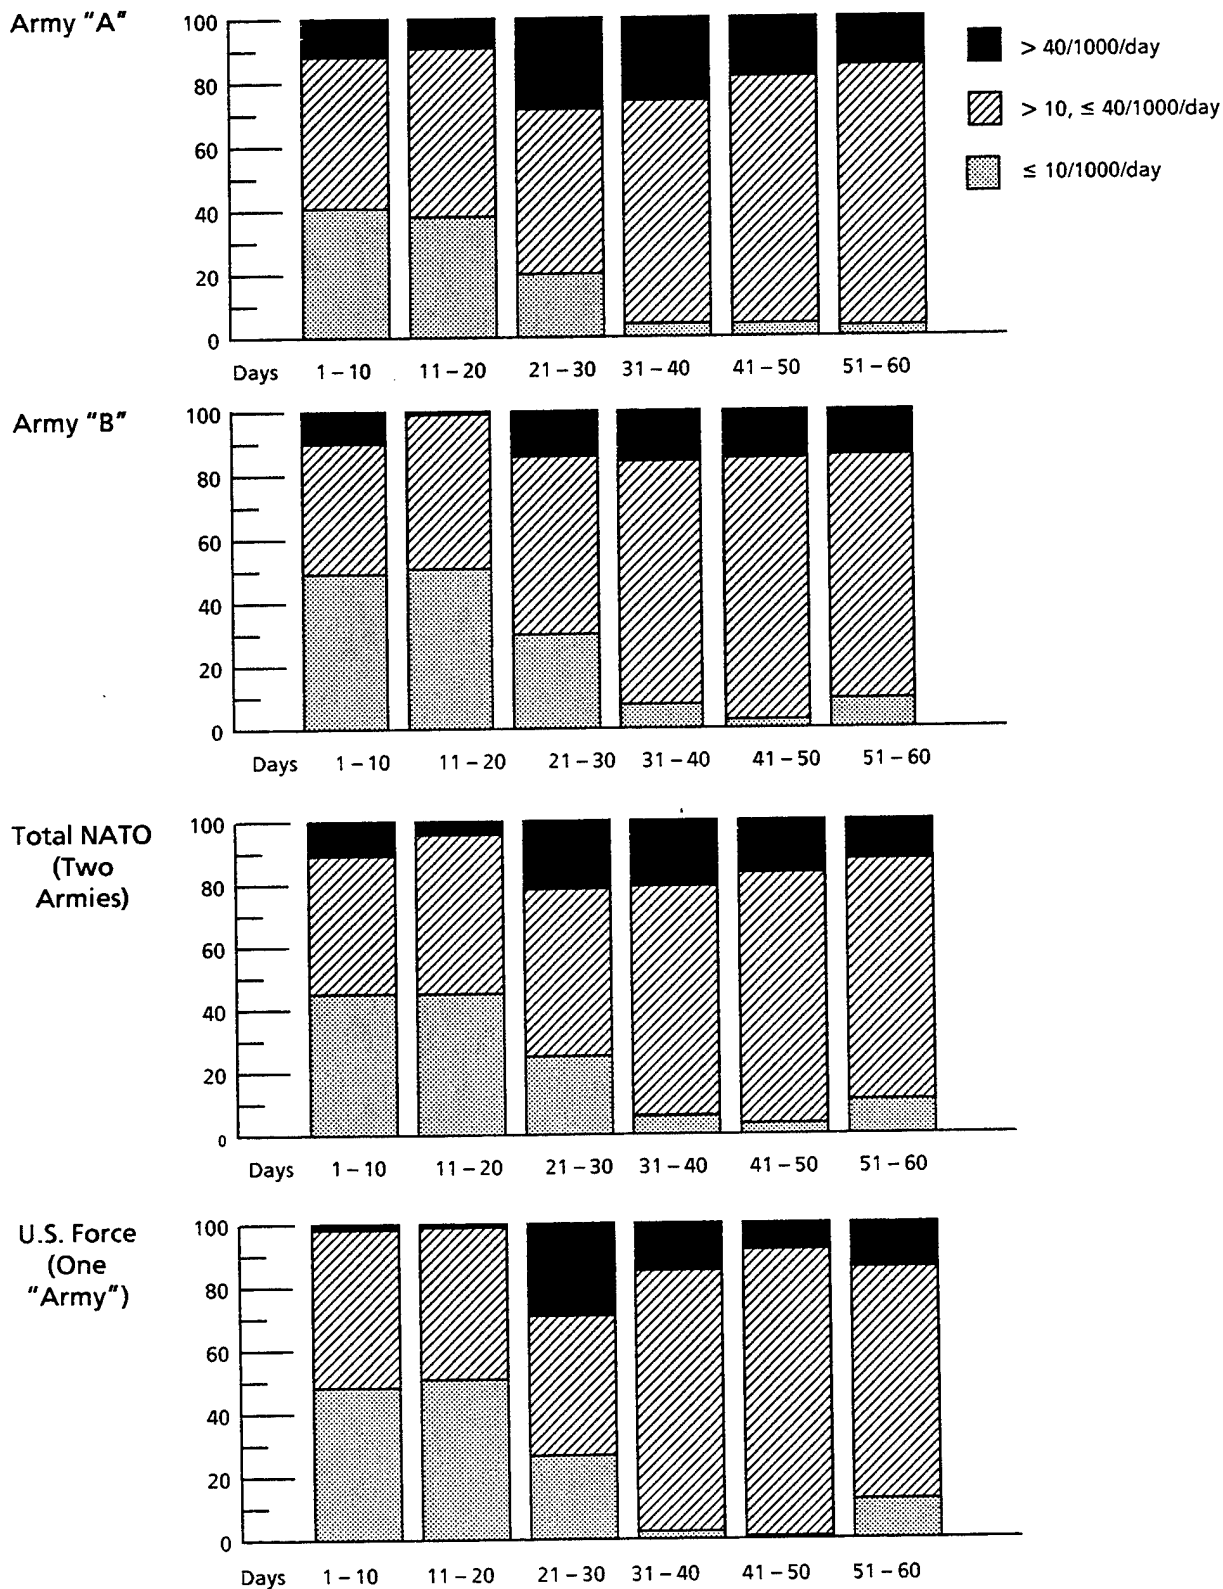 Army "A"
100
80
60
40
20
0
Days 1 – 10 11 – 20 21 – 30 31 – 40 41 – 50 51 – 60
> 40/1000/day
> 10, ≤ 40/1000/day
≤ 10/1000/day
Army "B"
100
80
60
40
20
0
Days 1 – 10 11 – 20 21 – 30 31 – 40 41 – 50 51 – 60
Total NATO
(Two
Armies)
100
80
60
40
20
0
Days 1 – 10 11 – 20 21 – 30 31 – 40 41 – 50 51 – 60
U.S. Force
(One
"Army")
100
80
60
40
20
0
Days 1 – 10 11 – 20 21 – 30 31 – 40 41 – 50 51 – 60